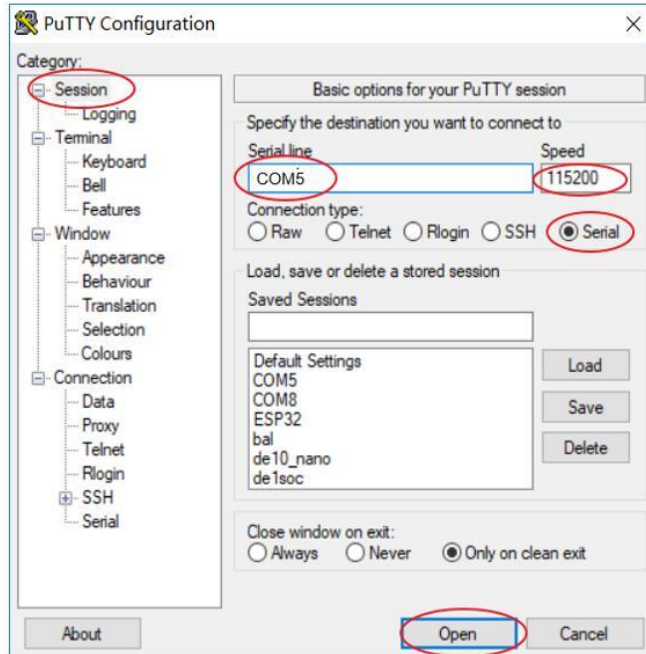 PuTTY Configuration
Category:
Session
Logging
Terminal
Keyboard
Bell
Features
Window
Appearance
Behaviour
Translation
Selection
Colours
Connection
Data
Proxy
Telnet
Rlogin
SSH
Serial
Basic options for your PuTTY session
Specify the destination you want to connect to
Serial line Speed
COM5 115200
Connection type:
Raw Telnet Rlogin SSH Serial
Load, save or delete a stored session
Saved Sessions
Default Settings
COM5
COM8
ESP32
bal
de10_nano
de1soc
Load
Save
Delete
Close window on exit:
Always Never Only on clean exit
About Open Cancel